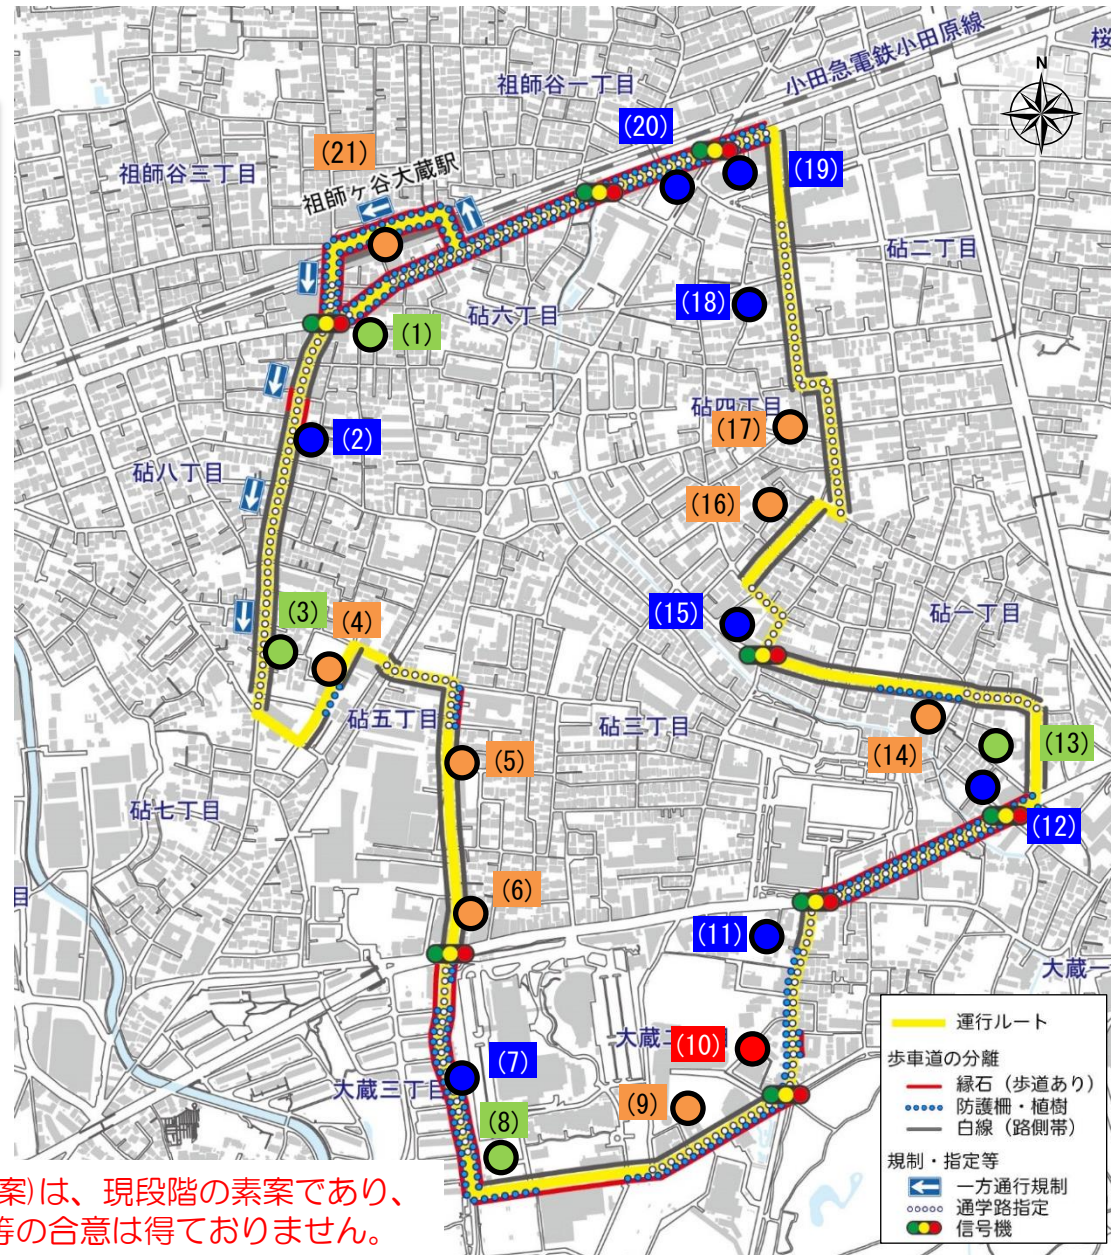 桜
小田急電鉄小田原線
N
祖師谷一丁目
(20)
(21)
(19)
祖師谷三丁目
祖師ヶ谷大蔵駅
砧二丁目
(18)
砧六丁目
(1)
砧四丁目
(17)
(2)
砧八丁目
(16)
(3)
(4)
(15)
砧一丁目
砧五丁目
砧三丁目
(13)
(14)
(5)
砧七丁目
(12)
目
(6)
(11)
大蔵一
大蔵二
(10)
(7)
大蔵三丁目
(9)
(8)
運行ルート
歩車道の分離
縁石（歩道あり）
防護柵・植樹
白線（路側帯）
規制・指定等
一方通行規制
通学路指定
信号機
案)は、現段階の素案であり、
等の合意は得ておりません。